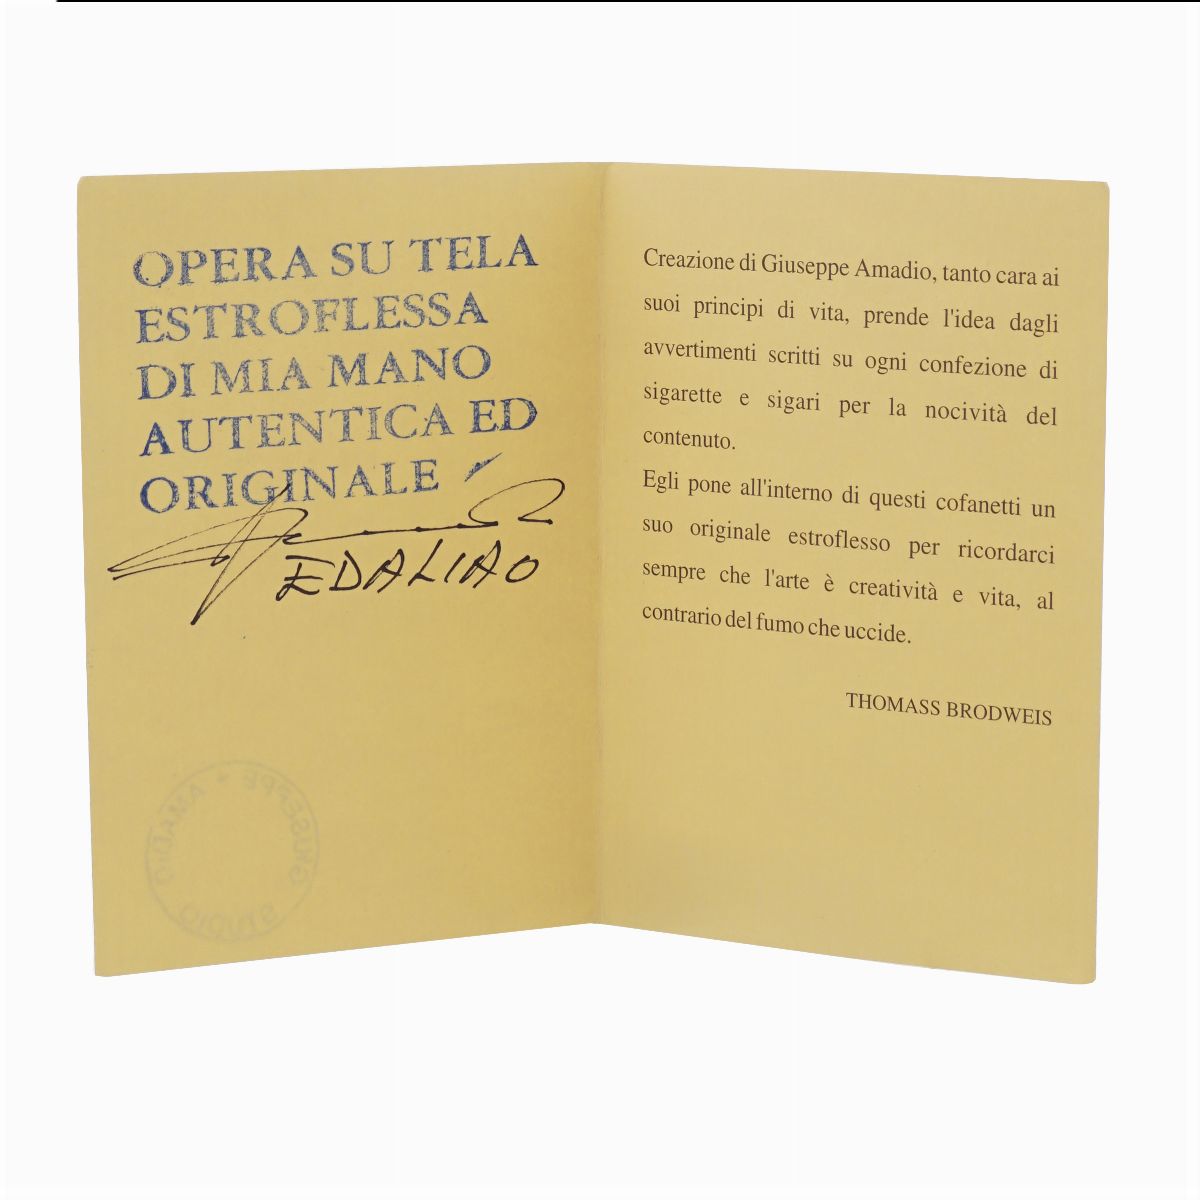 OPERA SU TELA
ESTROFLESSA
DI MIA MANO
AUTENTICA ED
ORIGINALE
EDALIAO
GIUSEPPE * AMADIO
STUDIO
Creazione di Giuseppe Amadio, tanto cara ai
suoi principi di vita, prende l'idea dagli
avvertimenti scritti su ogni confezione di
sigarette e sigari per la nocività del
contenuto.
Egli pone all'interno di questi cofanetti un
suo originale estroflesso per ricordarci
sempre che l'arte è creatività e vita, al
contrario del fumo che uccide.
THOMASS BRODWEIS